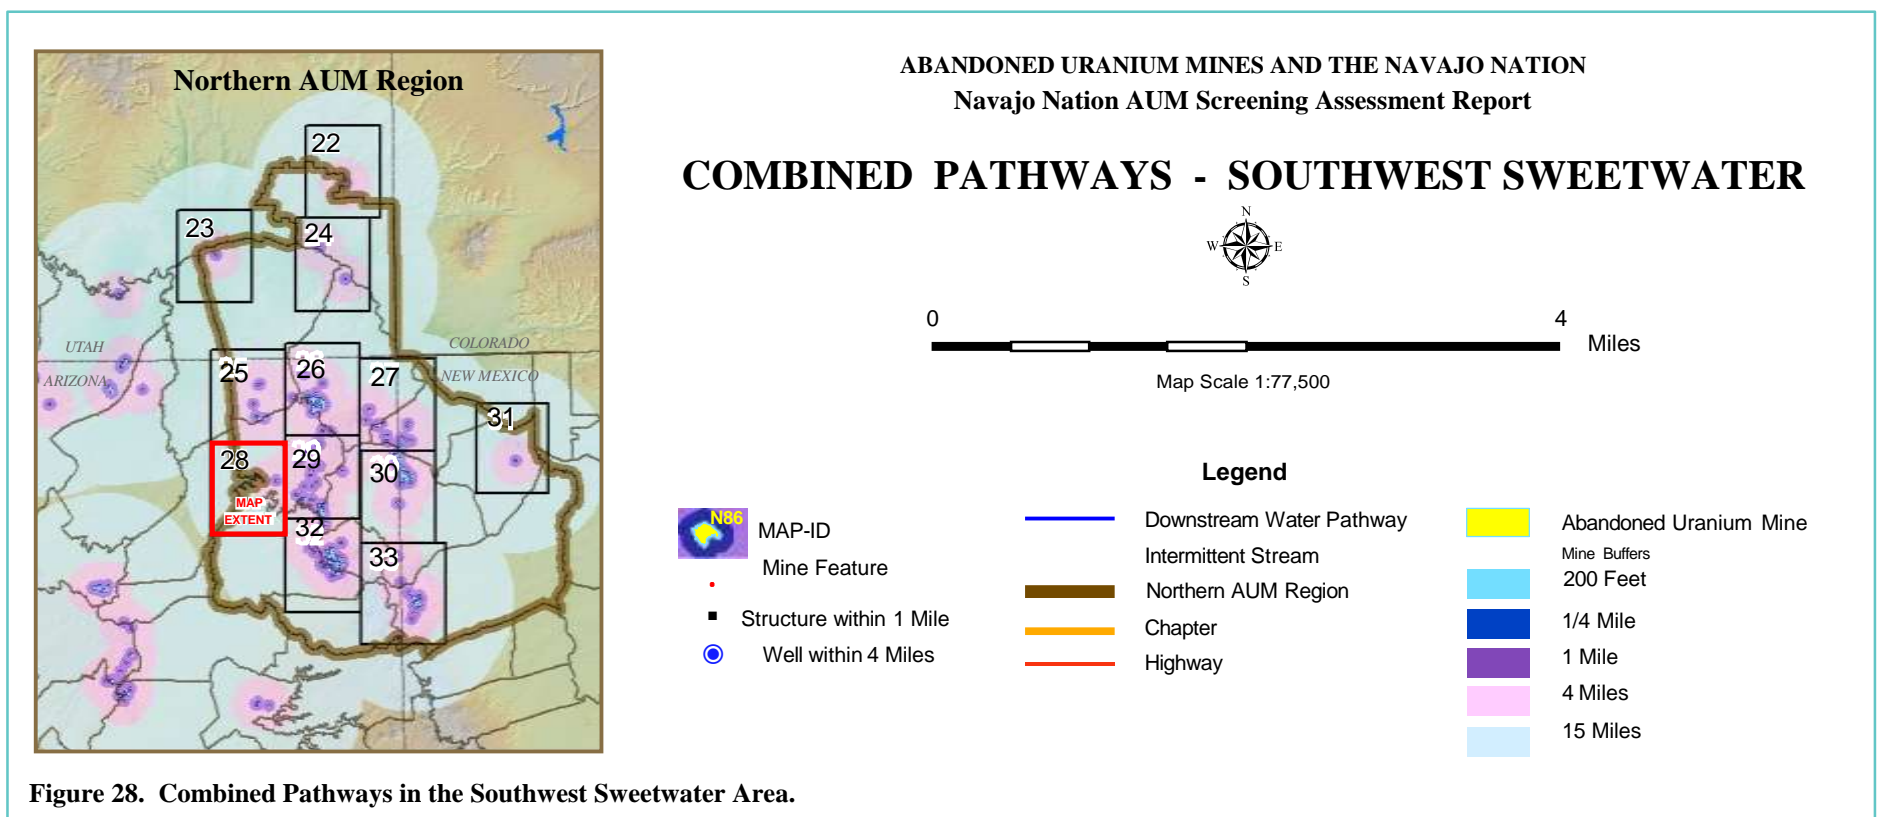 Northern AUM Region
22
23
24
UTAH
COLORADO
ARIZONA
NEW MEXICO
25
26
27
31
28
29
30
MAP
EXTENT
32
33
ABANDONED URANIUM MINES AND THE NAVAJO NATION
Navajo Nation AUM Screening Assessment Report
COMBINED PATHWAYS - SOUTHWEST SWEETWATER
N
W E
S
0 4
Miles
Map Scale 1:77,500
Legend
N86
MAP-ID
Mine Feature
Structure within 1 Mile
Well within 4 Miles
Downstream Water Pathway
Intermittent Stream
Northern AUM Region
Chapter
Highway
Abandoned Uranium Mine
Mine Buffers
200 Feet
1/4 Mile
1 Mile
4 Miles
15 Miles
Figure 28. Combined Pathways in the Southwest Sweetwater Area.